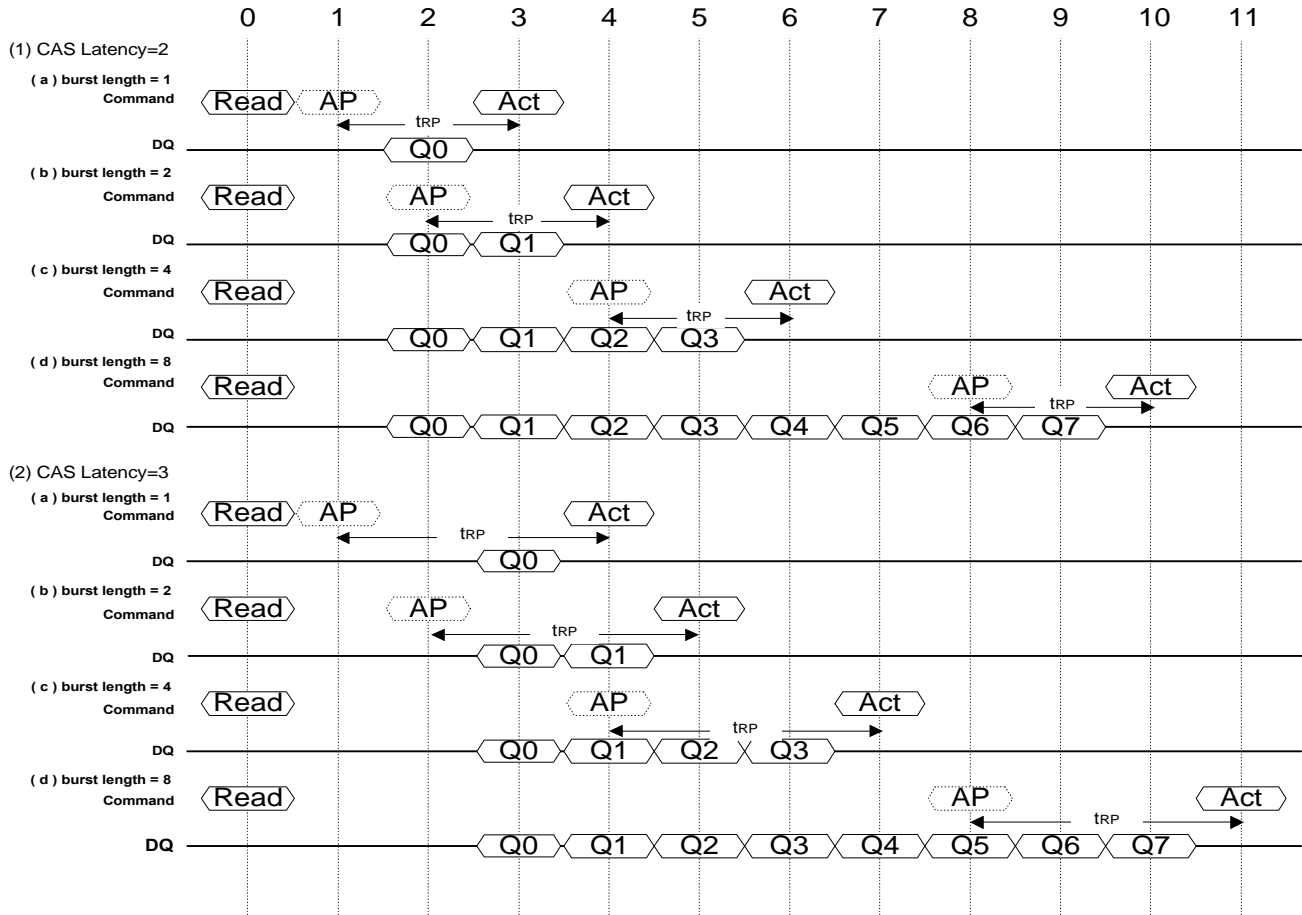 0 1 2 3 4 5 6 7 8 9 10 11
(1) CAS Latency=2
( a ) burst length = 1
Command Read AP Act
tRP
DQ Q0
( b ) burst length = 2
Command Read AP Act
tRP
DQ Q0 Q1
( c ) burst length = 4
Command Read AP Act
tRP
DQ Q0 Q1 Q2 Q3
( d ) burst length = 8
Command Read AP Act
tRP
DQ Q0 Q1 Q2 Q3 Q4 Q5 Q6 Q7
(2) CAS Latency=3
( a ) burst length = 1
Command Read AP Act
tRP
DQ Q0
( b ) burst length = 2
Command Read AP Act
tRP
DQ Q0 Q1
( c ) burst length = 4
Command Read AP Act
tRP
DQ Q0 Q1 Q2 Q3
( d ) burst length = 8
Command Read AP Act
tRP
DQ Q0 Q1 Q2 Q3 Q4 Q5 Q6 Q7